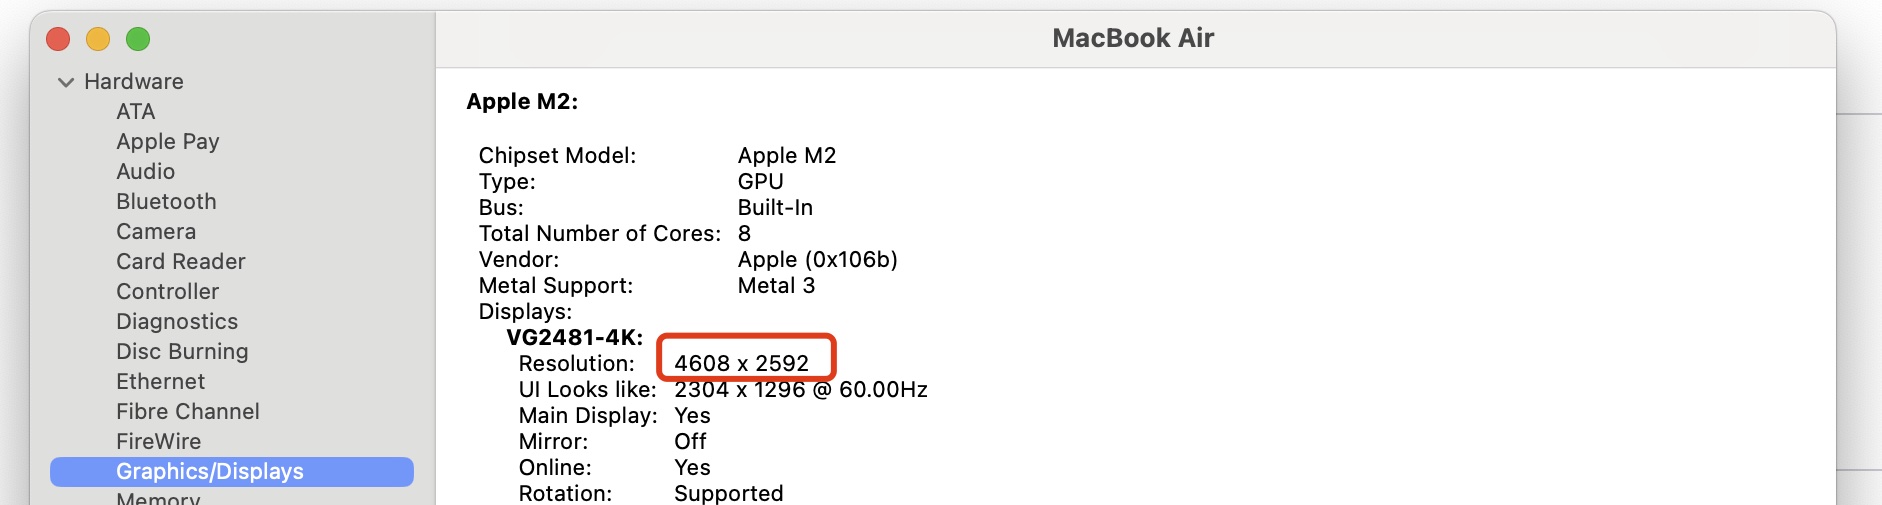 MacBook Air
Hardware
ATA
Apple Pay
Audio
Bluetooth
Camera
Card Reader
Controller
Diagnostics
Disc Burning
Ethernet
Fibre Channel
FireWire
Graphics/Displays
Memory
Apple M2:
Chipset Model: Apple M2
Type: GPU
Bus: Built-In
Total Number of Cores: 8
Vendor: Apple (0x106b)
Metal Support: Metal 3
Displays:
VG2481-4K:
Resolution: 4608 x 2592
UI Looks like: 2304 x 1296 @ 60.00Hz
Main Display: Yes
Mirror: Off
Online: Yes
Rotation: Supported